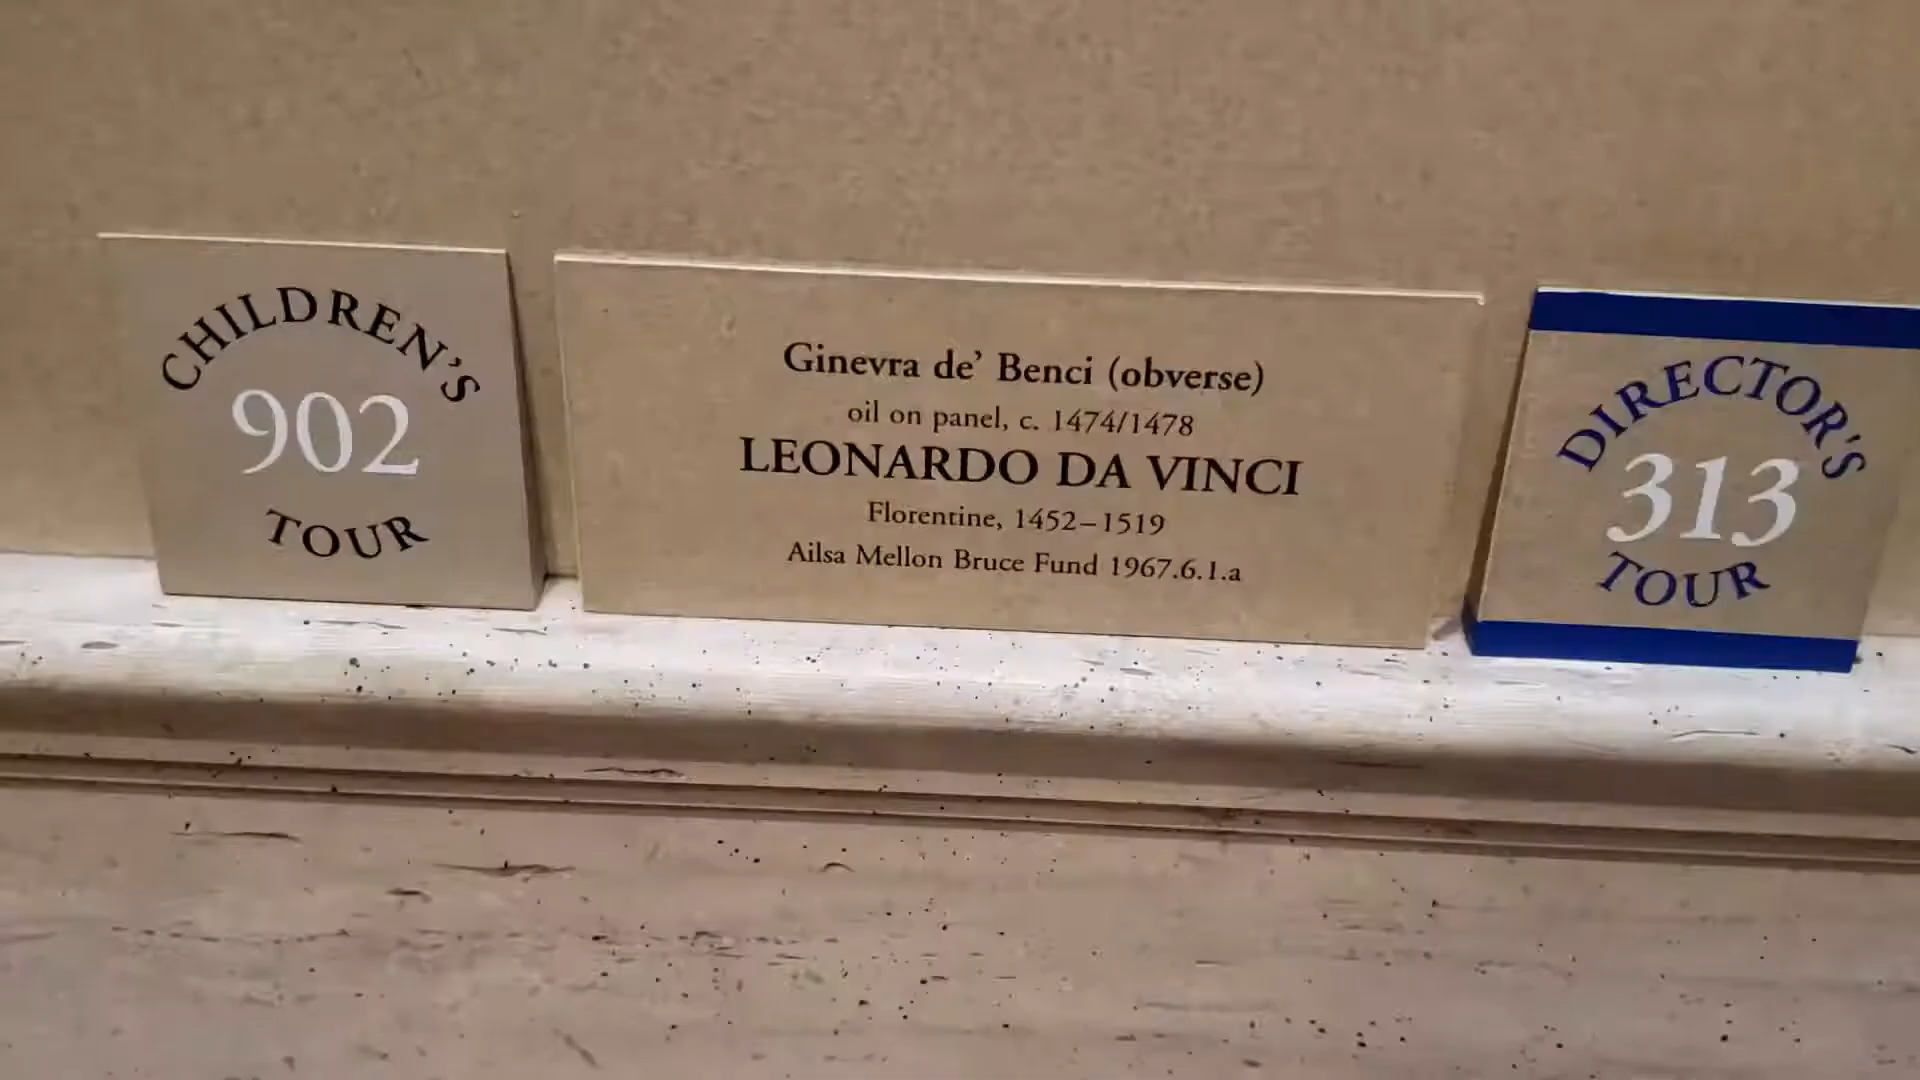 CHILDREN'S
902
TOUR
Ginevra de' Benci (obverse)
oil on panel, c. 1474/1478
LEONARDO DA VINCI
Florentine, 1452–1519
Ailsa Mellon Bruce Fund 1967.6.1.a
DIRECTOR'S
313
TOUR